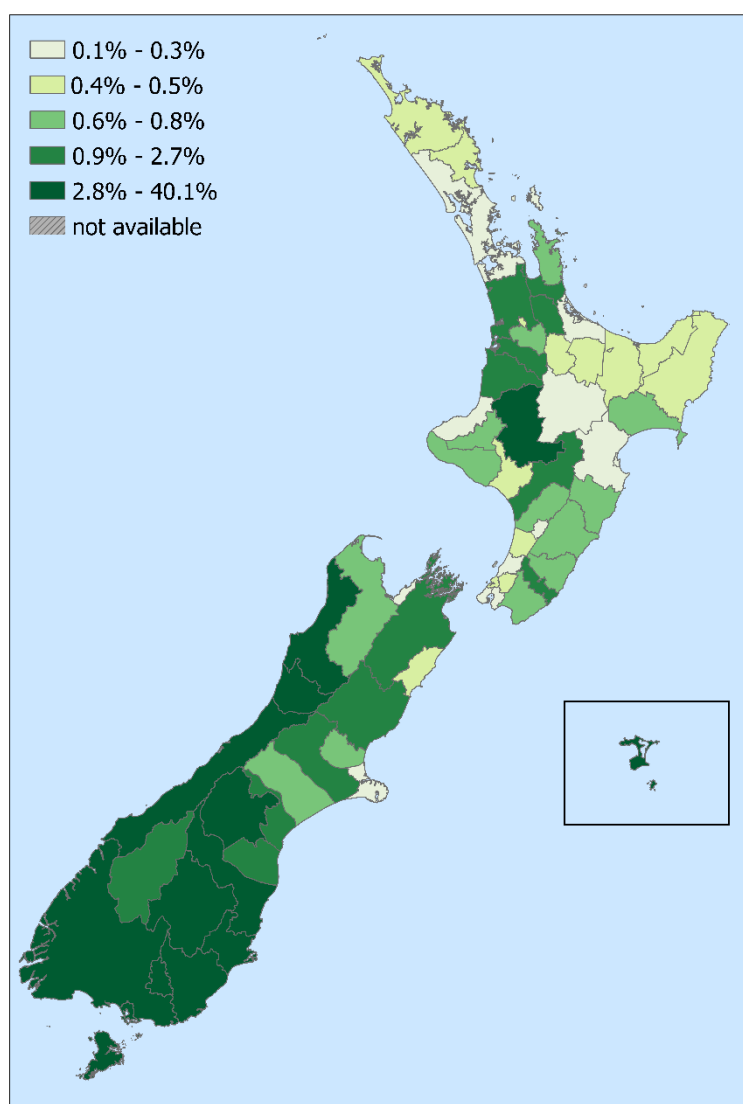 0.1% - 0.3%
0.4% - 0.5%
0.6% - 0.8%
0.9% - 2.7%
2.8% - 40.1%
not available